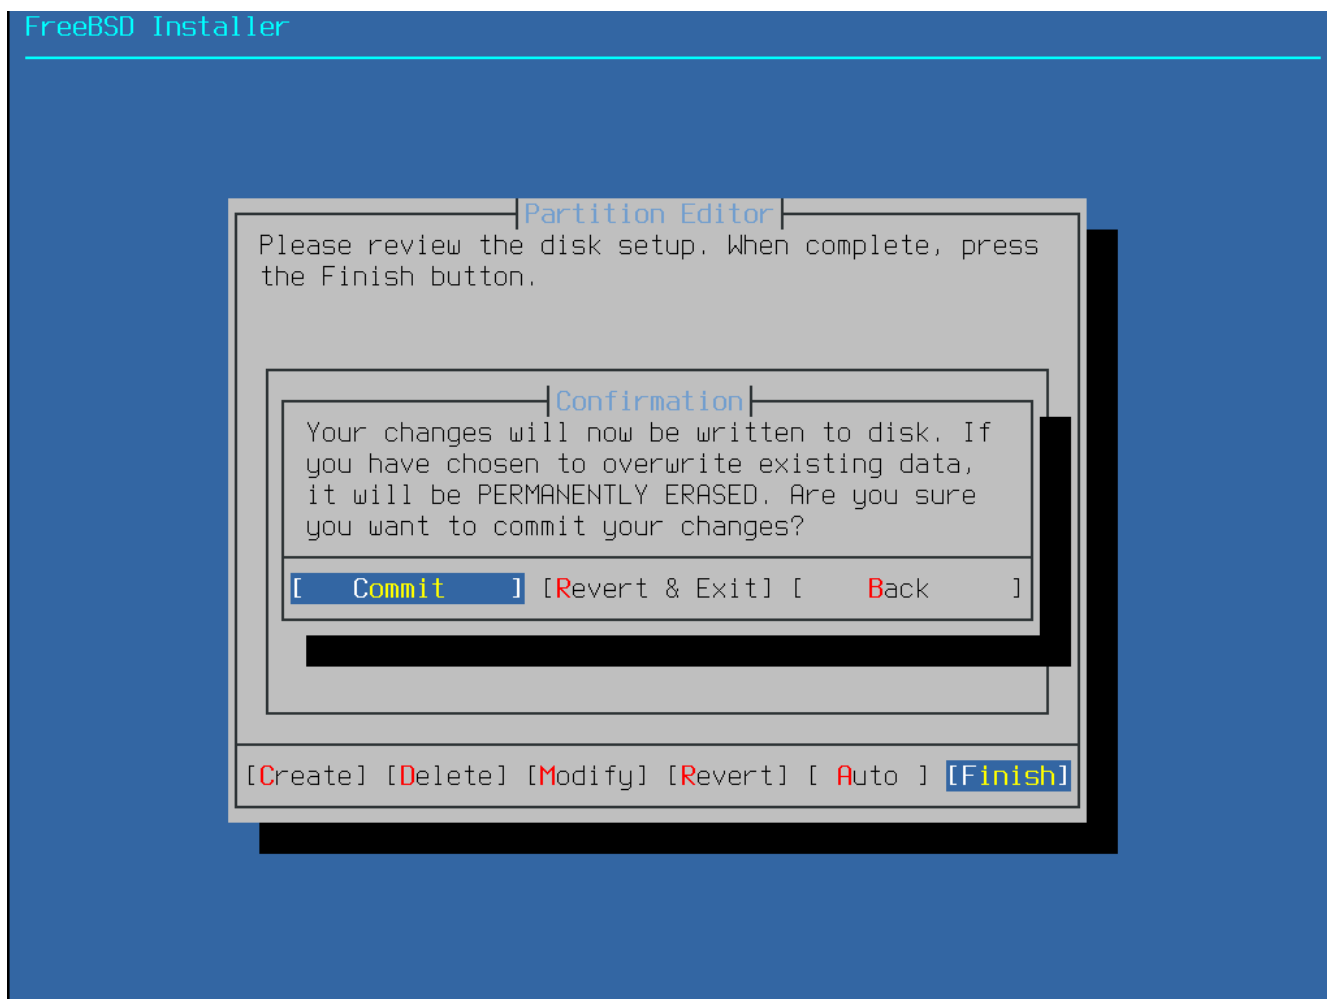 FreeBSD Installer
Partition Editor
Please review the disk setup. When complete, press
the Finish button.
Confirmation
Your changes will now be written to disk. If
you have chosen to overwrite existing data,
it will be PERMANENTLY ERASED. Are you sure
you want to commit your changes?
[ Commit ] [Revert & Exit] [ Back ]
[Create] [Delete] [Modify] [Revert] [ Auto ] [Finish]